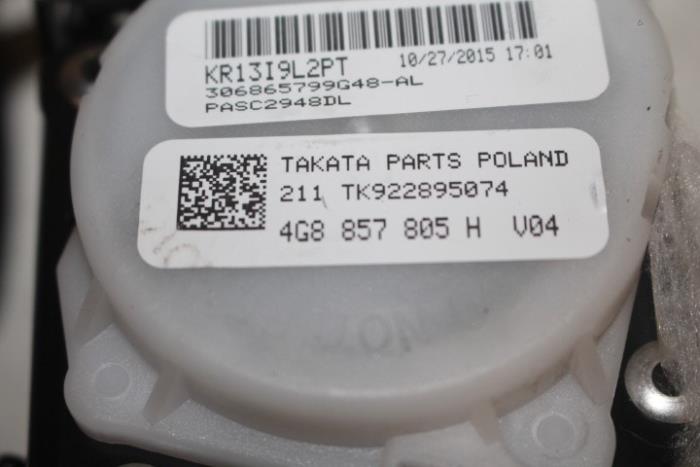 KR13I9L2PT 10/27/2015 17:01
306865799G48-AL
PASC2948DL
TAKATA PARTS POLAND
211 TK922895074
4G8 857 805 H V04